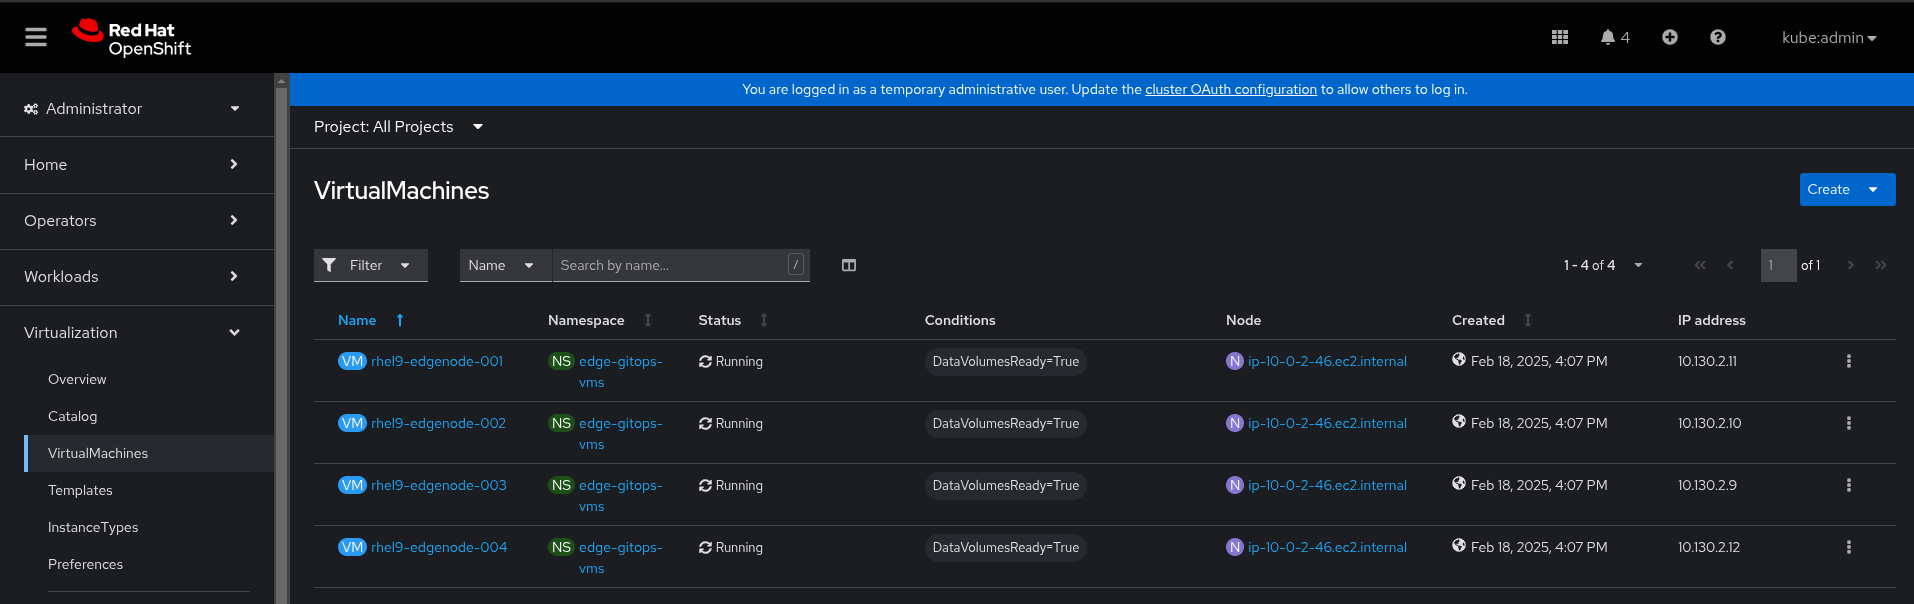 Red Hat
OpenShift
4
kube:admin
Administrator
Home
Operators
Workloads
Virtualization
Overview
Catalog
VirtualMachines
Templates
InstanceTypes
Preferences
You are logged in as a temporary administrative user. Update the cluster OAuth configuration to allow others to log in.
Project: All Projects
VirtualMachines
Create
Filter
Name
Search by name...
/
1 - 4 of 4
1 of 1
Name Namespace Status Conditions Node Created IP address
VM rhel9-edgenode-001 NS edge-gitops- Running DataVolumesReady=True N ip-10-0-2-46.ec2.internal Feb 18, 2025, 4:07 PM 10.130.2.11
vms
VM rhel9-edgenode-002 NS edge-gitops- Running DataVolumesReady=True N ip-10-0-2-46.ec2.internal Feb 18, 2025, 4:07 PM 10.130.2.10
vms
VM rhel9-edgenode-003 NS edge-gitops- Running DataVolumesReady=True N ip-10-0-2-46.ec2.internal Feb 18, 2025, 4:07 PM 10.130.2.9
vms
VM rhel9-edgenode-004 NS edge-gitops- Running DataVolumesReady=True N ip-10-0-2-46.ec2.internal Feb 18, 2025, 4:07 PM 10.130.2.12
vms